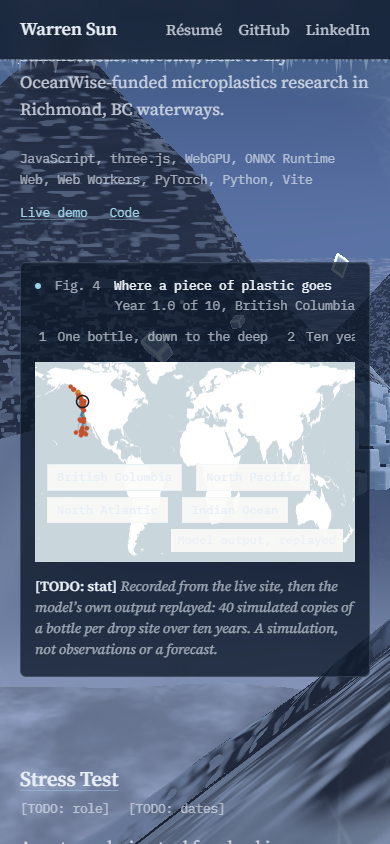 Warren Sun Résumé GitHub LinkedIn
OceanWise-funded microplastics research in
Richmond, BC waterways.
JavaScript, three.js, WebGPU, ONNX Runtime
Web, Web Workers, PyTorch, Python, Vite
Live demo Code
Fig. 4 Where a piece of plastic goes
Year 1.0 of 10, British Columbia
1 One bottle, down to the deep 2 Ten yea
British Columbia North Pacific
North Atlantic Indian Ocean
Model output, replayed
[TODO: stat] Recorded from the live site, then the
model’s own output replayed: 40 simulated copies of
a bottle per drop site over ten years. A simulation,
not observations or a forecast.
Stress Test
[TODO: role] [TODO: dates]